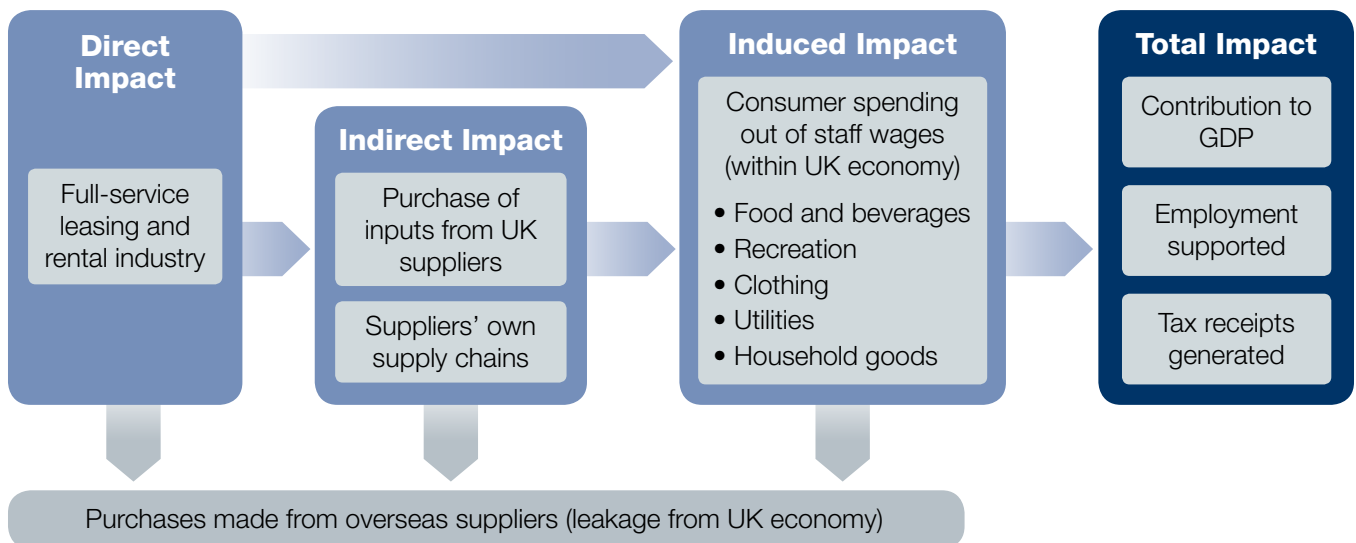 Direct
Impact
Full-service
leasing and
rental industry
Indirect Impact
Purchase of
inputs from UK
suppliers
Suppliers’ own
supply chains
Induced Impact
Consumer spending
out of staff wages
(within UK economy)
• Food and beverages
• Recreation
• Clothing
• Utilities
• Household goods
Total Impact
Contribution to
GDP
Employment
supported
Tax receipts
generated
Purchases made from overseas suppliers (leakage from UK economy)